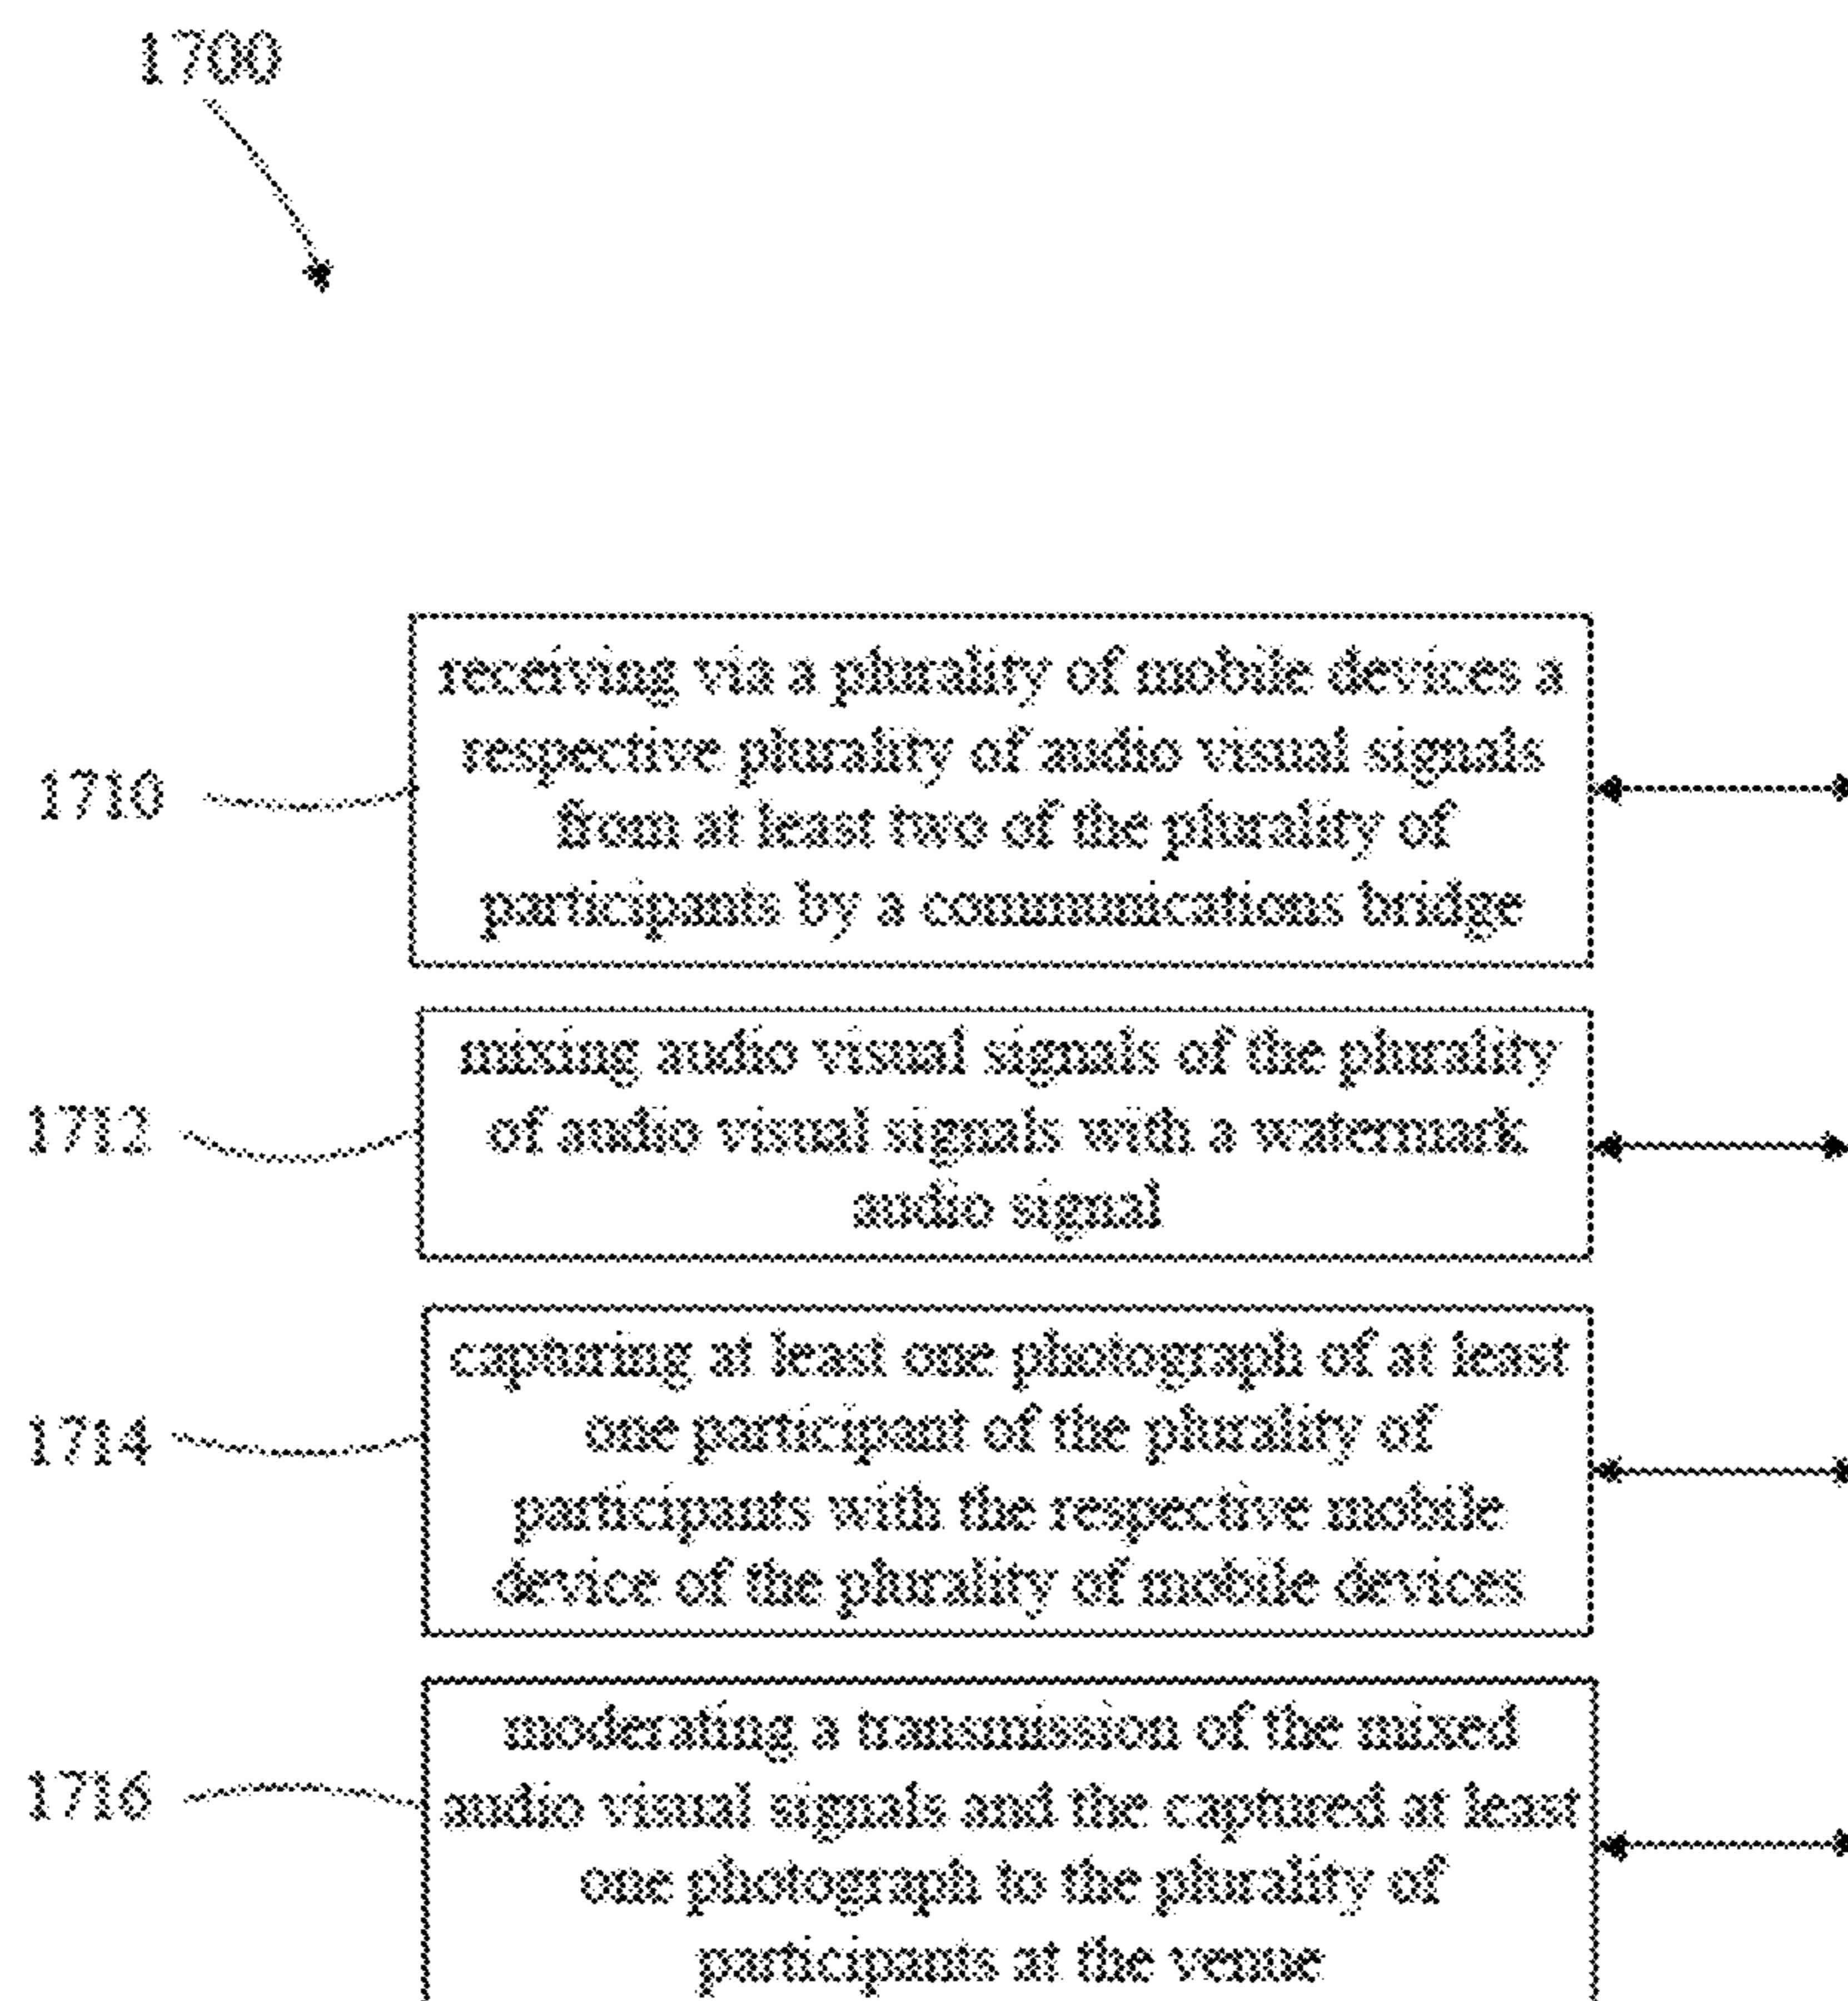 1700
receiving via a plurality of mobile devices a
respective plurality of audio visual signals
from at least two of the plurality of
participants by a communications bridge
1710
mixing audio visual signals of the plurality
of audio visual signals with a watermark
audio signal
1712
capturing at least one photograph of at least
one participant of the plurality of
participants with the respective mobile
device of the plurality of mobile devices
1714
moderating a transmission of the mixed
audio visual signals and the captured at least
one photograph to the plurality of
participants at the venue
1716